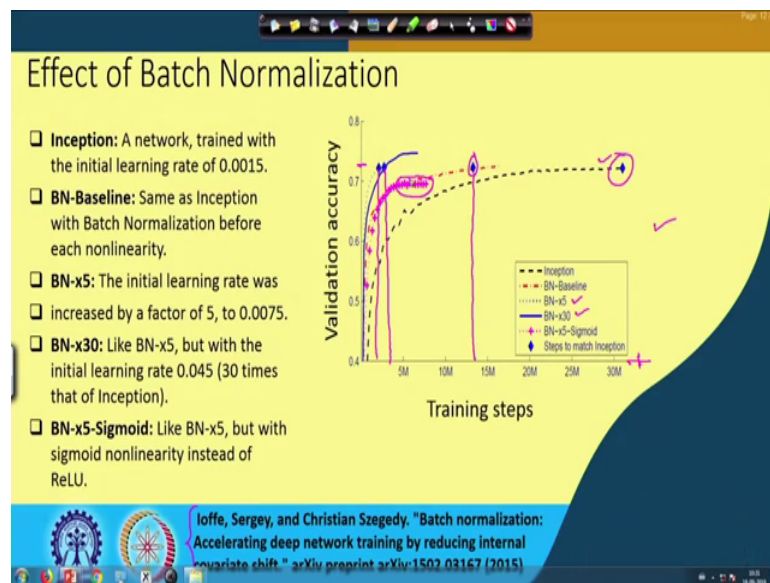 Page: 12
Effect of Batch Normalization
Inception: A network, trained with
the initial learning rate of 0.0015.
BN-Baseline: Same as Inception
with Batch Normalization before
each nonlinearity.
BN-x5: The initial learning rate was
increased by a factor of 5, to 0.0075.
BN-x30: Like BN-x5, but with the
initial learning rate 0.045 (30 times
that of Inception).
BN-x5-Sigmoid: Like BN-x5, but with
sigmoid nonlinearity instead of
ReLU.
Validation accuracy
0.8
0.7
0.6
0.5
0.4
5M 10M 15M 20M 25M 30M
Inception
BN-Baseline
BN-x5
BN-x30
BN-x5-Sigmoid
Steps to match Inception
Training steps
Ioffe, Sergey, and Christian Szegedy. "Batch normalization:
Accelerating deep network training by reducing internal
covariate shift." arXiv preprint arXiv:1502.03167 (2015)